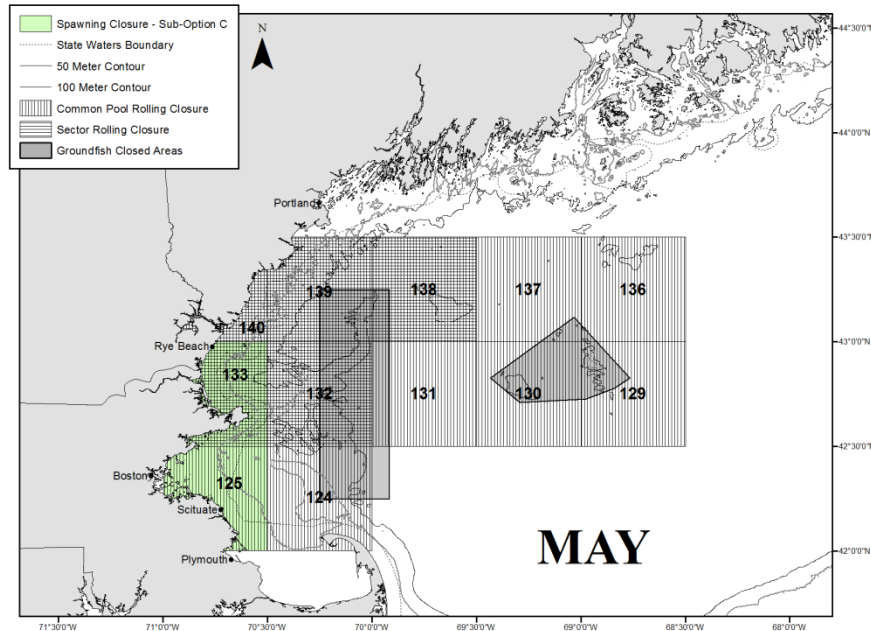 Spawning Closure - Sub-Option C
State Waters Boundary
50 Meter Contour
100 Meter Contour
Common Pool Rolling Closure
Sector Rolling Closure
Groundfish Closed Areas
N
44°30'0"N
44°0'0"N
Portland
43°30'0"N
139
138
137
136
140
Rye Beach
43°0'0"N
133
132
131
130
129
42°30'0"N
Boston
125
124
Scituate
MAY
Plymouth
42°0'0"N
71°30'0"W
71°0'0"W
70°30'0"W
70°0'0"W
69°30'0"W
69°0'0"W
68°30'0"W
68°0'0"W